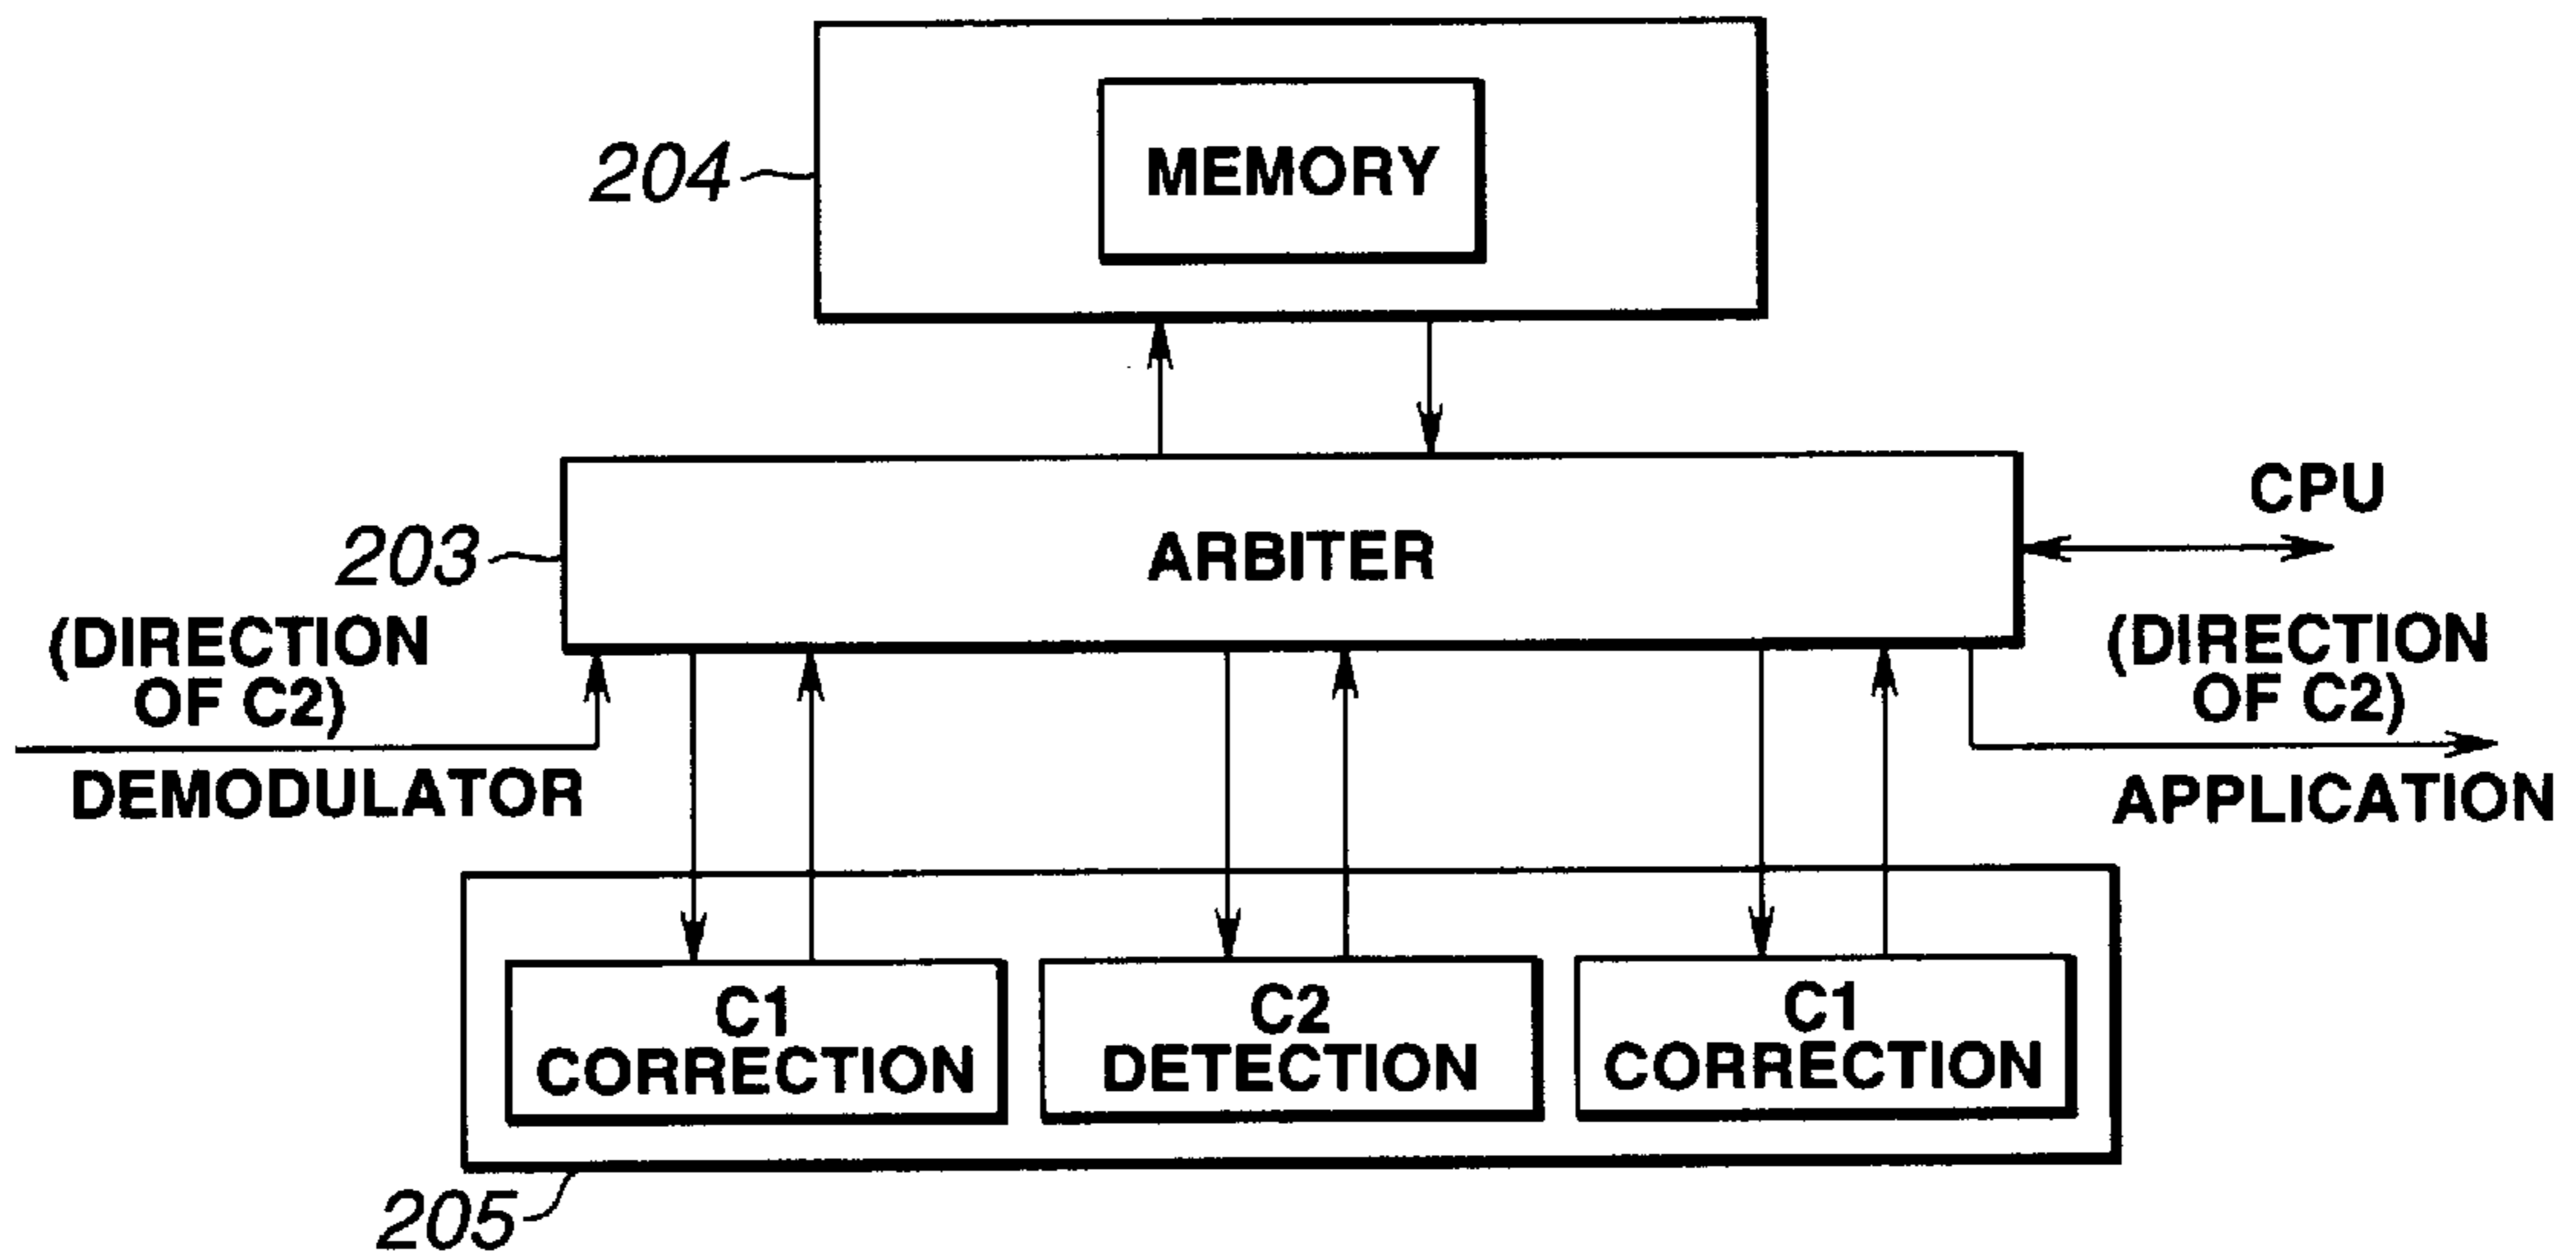 204
MEMORY
203
ARBITER
CPU
(DIRECTION
OF C2)
DEMODULATOR
(DIRECTION
OF C2)
APPLICATION
C1
CORRECTION
C2
DETECTION
C1
CORRECTION
205